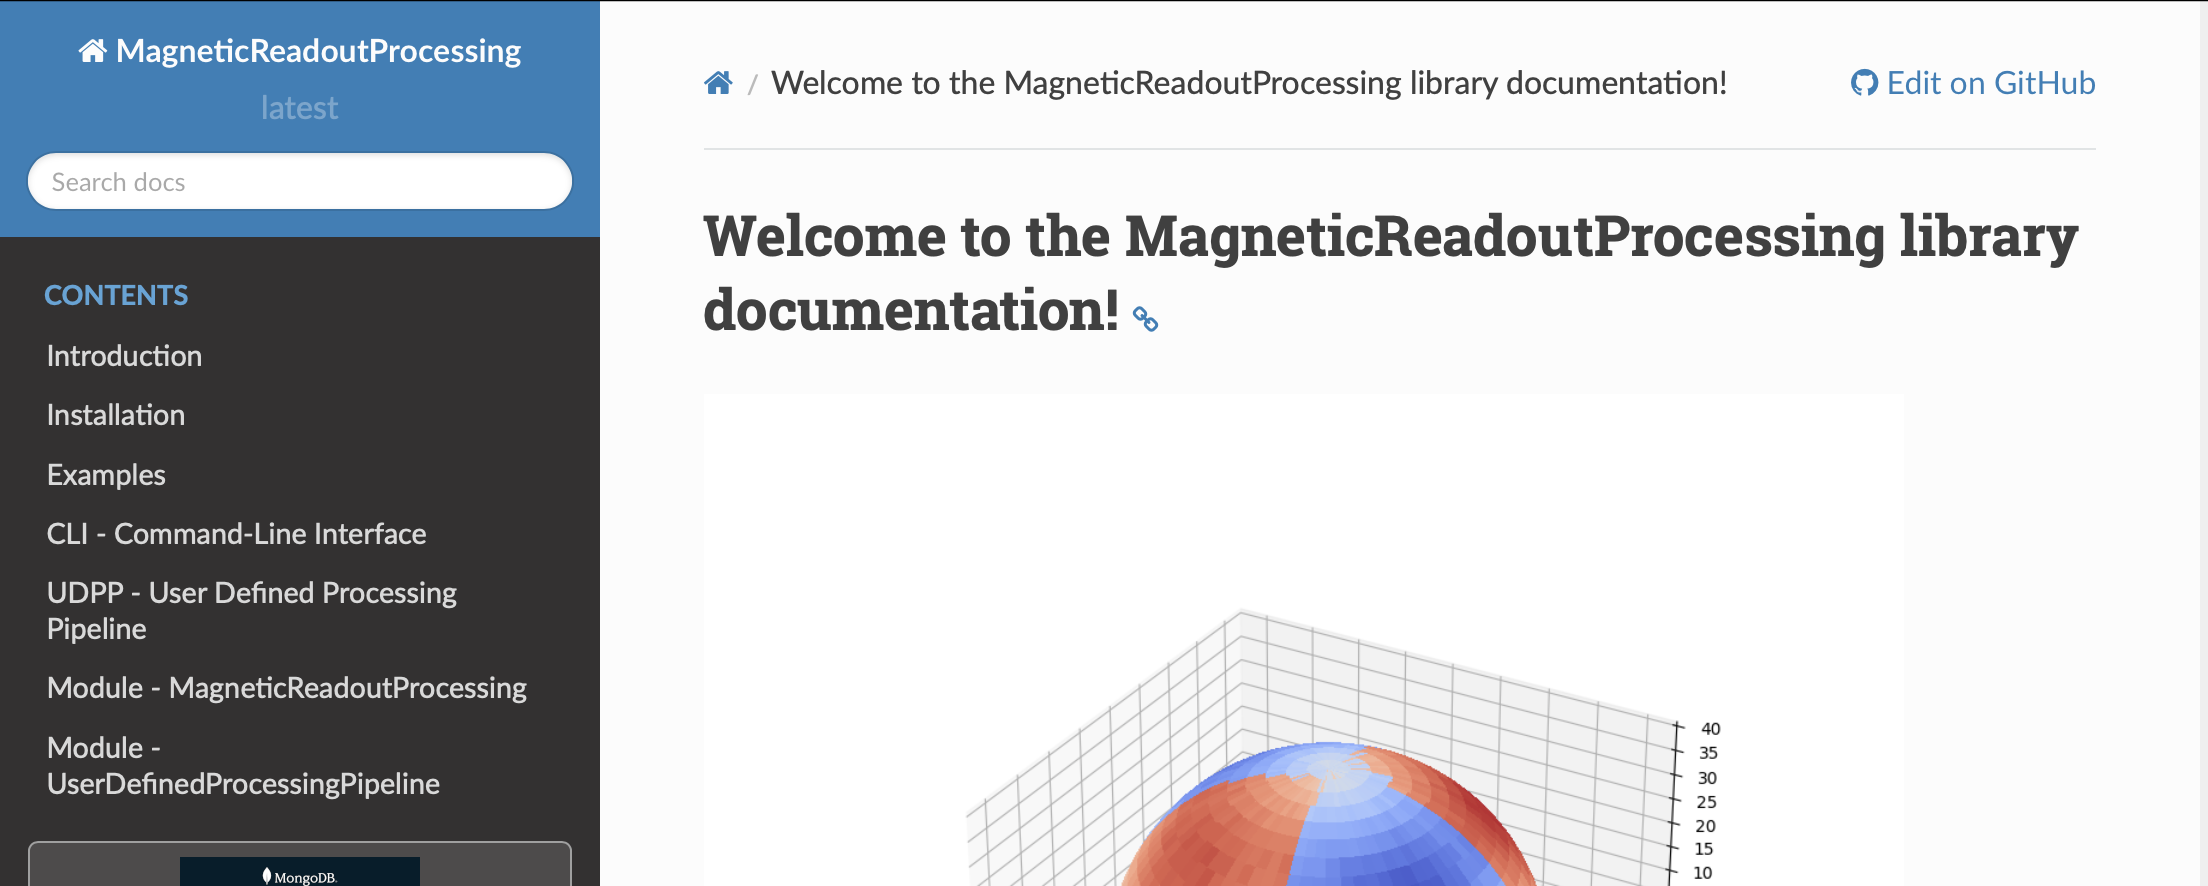 MagneticReadoutProcessing
latest
Search docs
CONTENTS
Introduction
Installation
Examples
CLI - Command-Line Interface
UDPP - User Defined Processing
Pipeline
Module - MagneticReadoutProcessing
Module -
UserDefinedProcessingPipeline
MongoDB.
/ Welcome to the MagneticReadoutProcessing library documentation!
Edit on GitHub
Welcome to the MagneticReadoutProcessing library
documentation!
40
35
30
25
20
15
10